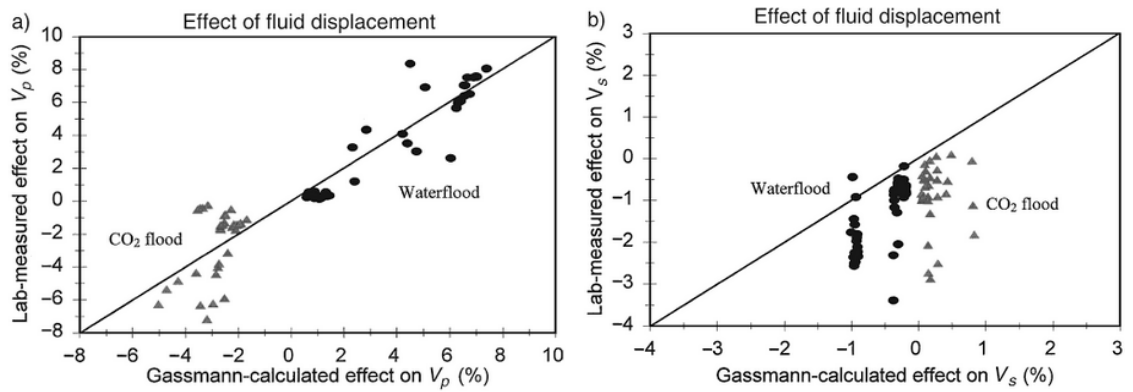 a)
Effect of fluid displacement
Lab-measured effect on Vp (%)
10
8
6
4
2
0
−2
−4
−6
−8
Waterflood
CO2 flood
−8 −6 −4 −2 0 2 4 6 8 10
Gassmann-calculated effect on Vp (%)
b)
Effect of fluid displacement
Lab-measured effect on Vs (%)
3
2
1
0
−1
−2
−3
−4
Waterflood
CO2 flood
−4 −3 −2 −1 0 1 2 3
Gassmann-calculated effect on Vs (%)